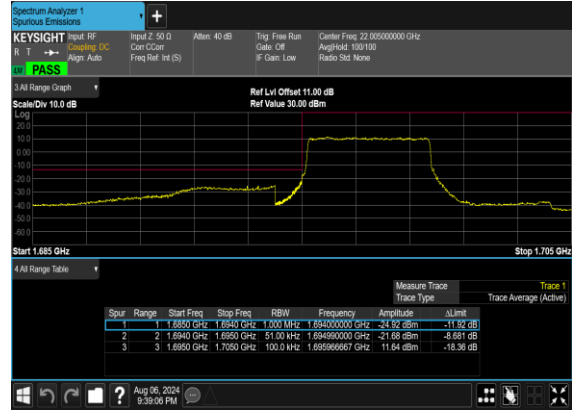 Spectrum Analyzer 1
Spurious Emissions
KEYSIGHT Input: RF Input Z: 50 Ω Atten: 40 dB Trig: Free Run Center Freq: 22.005000000 GHz
R T Coupling: DC Corr CCorr Gate: Off Avg|Hold: 100/100
Align: Auto Freq Ref: Int (S) IF Gain: Low Radio Std: None
PASS
3 All Range Graph
Ref Lvl Offset 11.00 dB
Scale/Div 10.0 dB Ref Value 30.00 dBm
Log
20.0
10.0
0.00
-10.0
-20.0
-30.0
-40.0
-50.0
-60.0
Start 1.685 GHz Stop 1.705 GHz
4 All Range Table
Measure Trace Trace 1
Trace Type Trace Average (Active)
Spur Range Start Freq Stop Freq RBW Frequency Amplitude ΔLimit
1 1 1.6850 GHz 1.6940 GHz 1.000 MHz 1.694000000 GHz -24.92 dBm -11.92 dB
2 2 1.6940 GHz 1.6950 GHz 51.00 kHz 1.694990000 GHz -21.68 dBm -8.681 dB
3 3 1.6950 GHz 1.7050 GHz 100.0 kHz 1.695966667 GHz 11.64 dBm -18.36 dB
Aug 06, 2024
9:39:06 PM